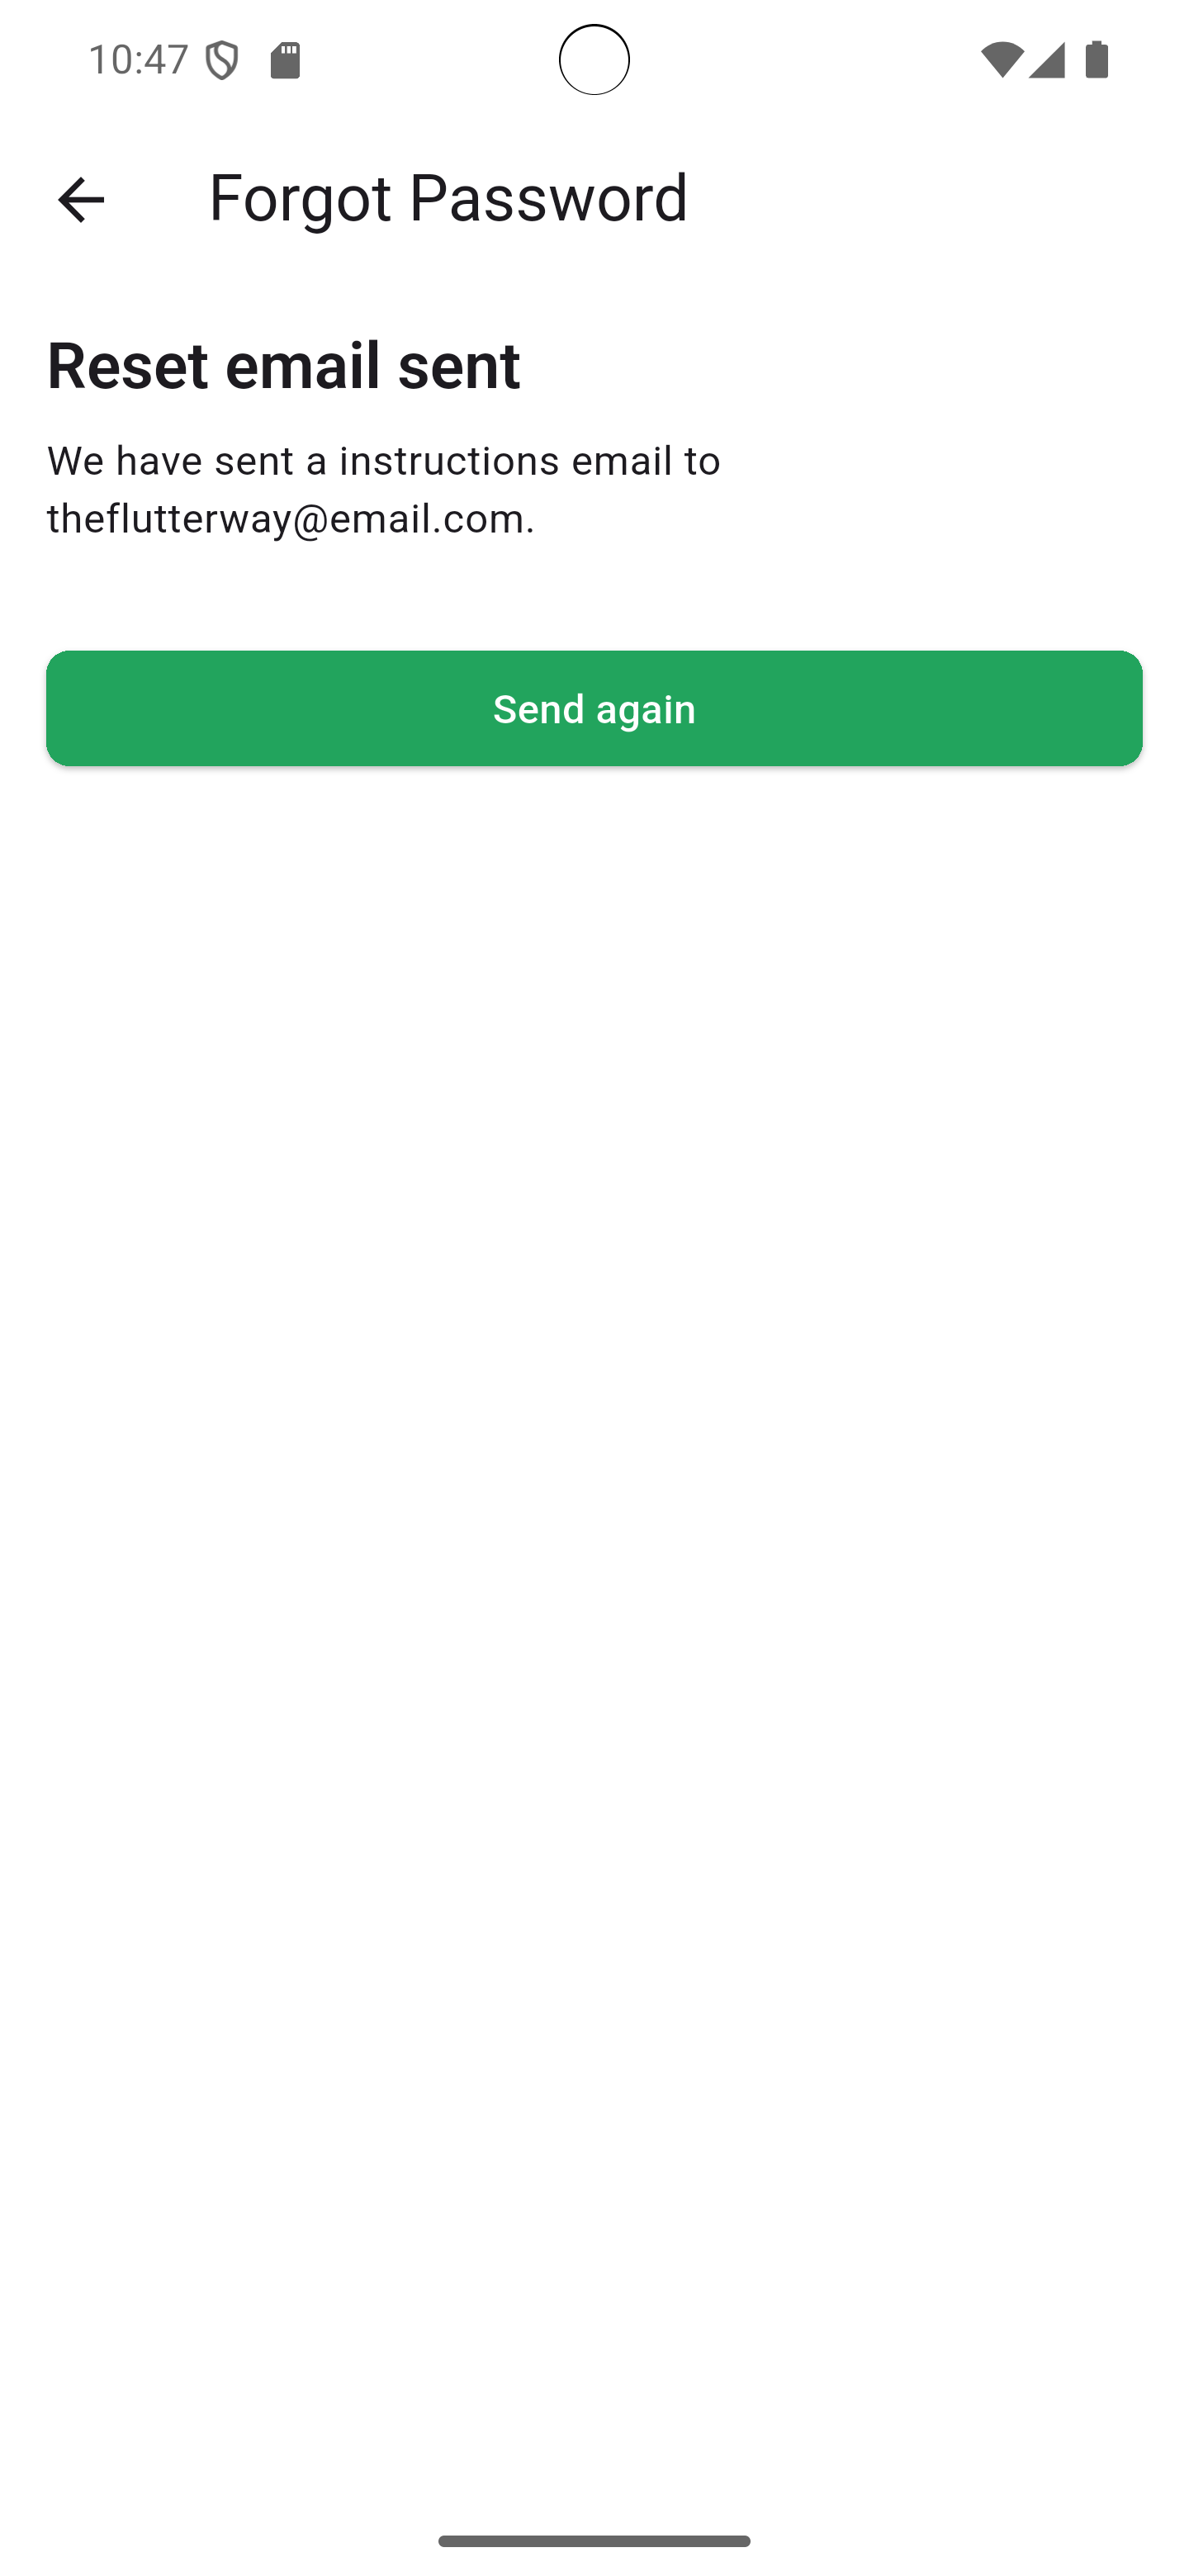 10:47
Forgot Password
Reset email sent
We have sent a instructions email to
theflutterway@email.com.
Send again